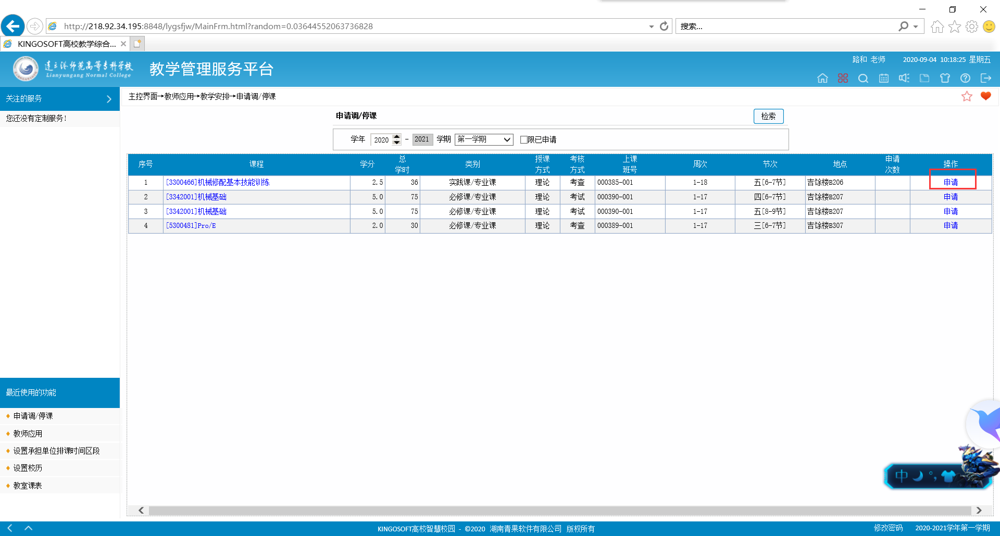 http://218.92.34.195:8848/lygsfjw/MainFrm.html?random=0.03644552063736828
搜索...
KINGOSOFT高校教学综合...
连云港师范高等专科学校
Lianyungang Normal College
教学管理服务平台
路和 老师 2020-09-04 10:18:25 星期五
关注的服务
您还没有定制服务!
主控界面→教师应用→教学安排→申请调/停课
申请调/停课
检索
学年 2020 - 2021 学期 第一学期 限已申请
序号 课程 学分 总学时 类别 授课方式 考核方式 上课班号 周次 节次 地点 申请次数 操作
1 [3300466]机械修配基本技能训练 2.5 36 实践课/专业课 理论 考查 000385-001 1-18 五[6-7节] 吉馀楼B206 申请
2 [3342001]机械基础 5.0 75 必修课/专业课 理论 考试 000390-001 1-17 四[6-7节] 吉馀楼B207 申请
3 [3342001]机械基础 5.0 75 必修课/专业课 理论 考试 000390-001 1-17 五[8-9节] 吉馀楼B207 申请
4 [5300481]Pro/E 2.0 30 必修课/专业课 理论 考查 000389-001 1-17 三[6-7节] 吉馀楼B307 申请
最近使用的功能
申请调/停课
教师应用
设置承担单位排课时间区段
设置校历
教室课表
中 °,
KINGOSOFT高校智慧校园 - ©2020 湖南青果软件有限公司 版权所有
修改密码 2020-2021学年第一学期